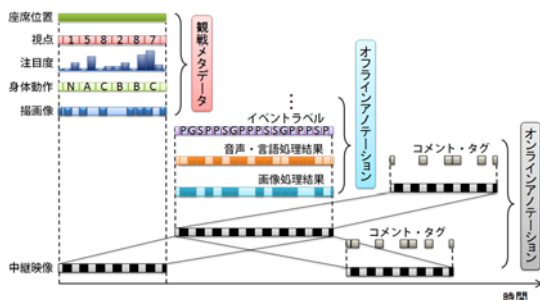 座席位置
視点
1 5 8 2 8 7
注目度
身体動作
N A C B B C
撮画像
観戦メタデータ
イベントラベル
PGSPPSGPPPSSGPPPSP
音声・言語処理結果
画像処理結果
オフラインアノテーション
コメント・タグ
コメント・タグ
オンラインアノテーション
中継映像
時間